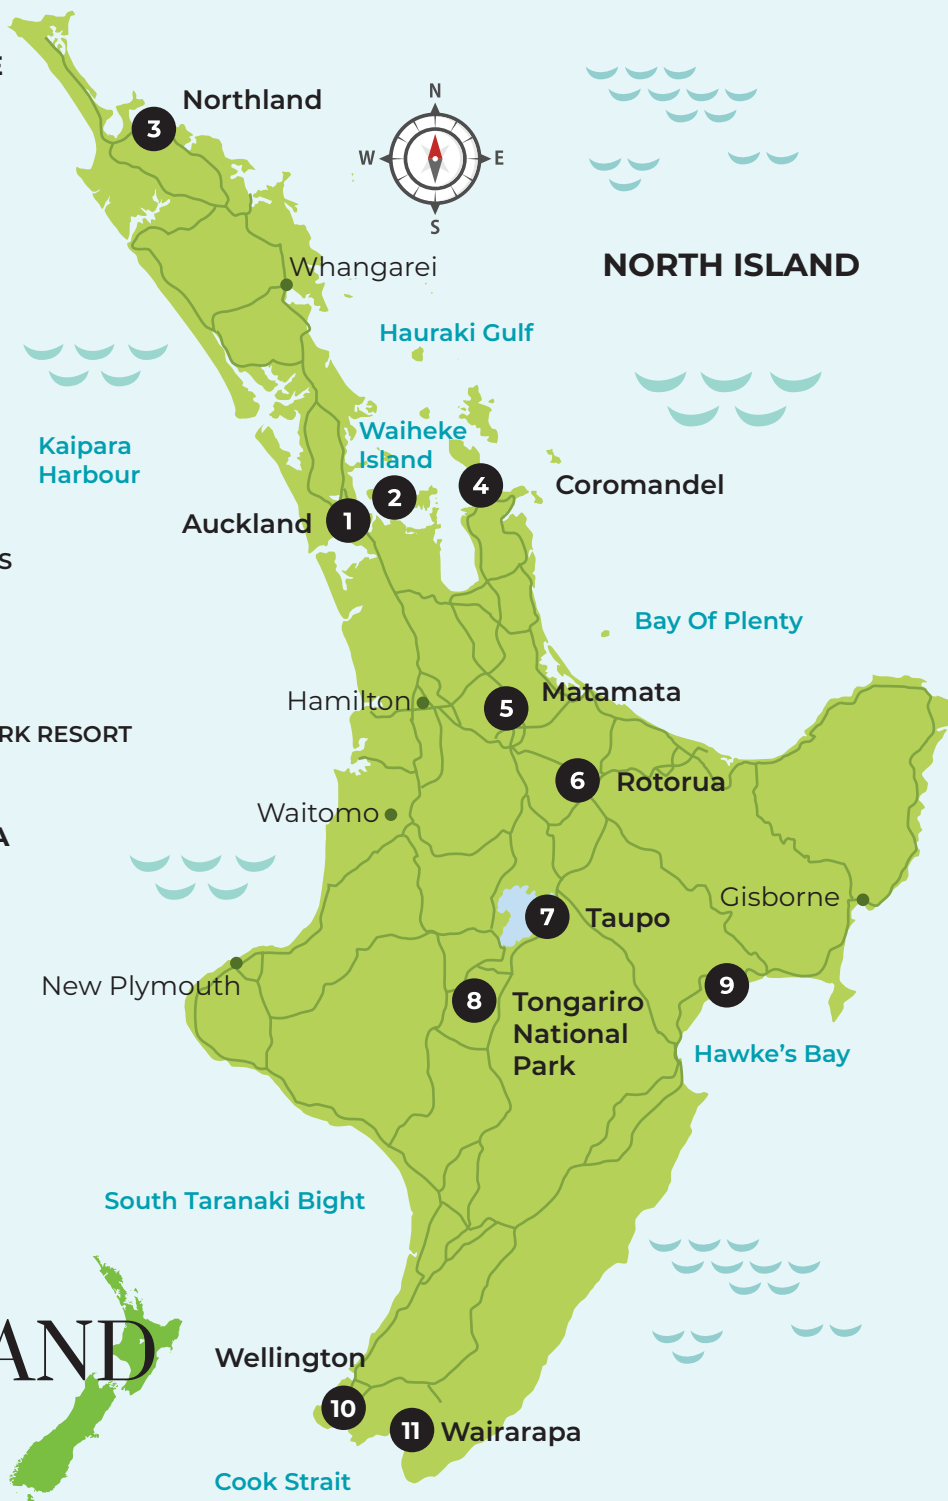 E
Northland
3
N
W
E
S
NORTH ISLAND
Whangarei
Hauraki Gulf
Kaipara
Harbour
Waiheke
Island
2
4
Coromandel
Auckland
1
S
Bay Of Plenty
Hamilton
5
Matamata
RK RESORT
6
Rotorua
Waitomo
A
Gisborne
7
Taupo
New Plymouth
9
8
Tongariro
National
Park
Hawke’s Bay
South Taranaki Bight
AND
Wellington
10
11
Wairarapa
Cook Strait